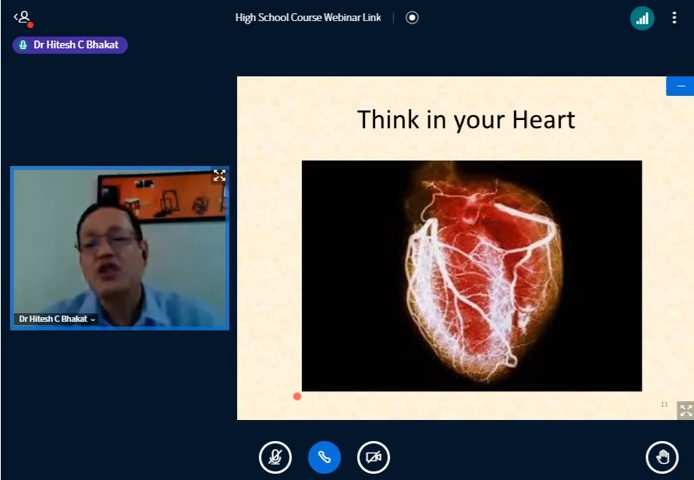 High School Course Webinar Link
Dr Hitesh C Bhakat
Think in your Heart
Dr Hitesh C Bhakat
11